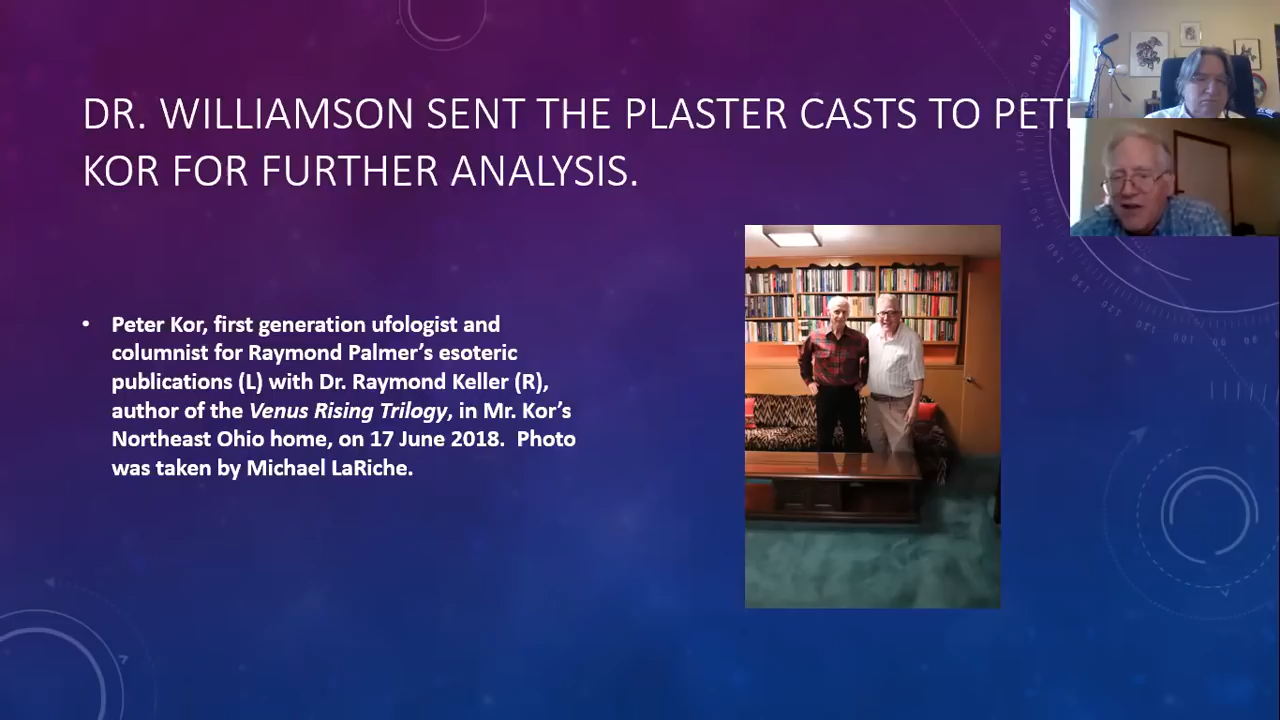 DR. WILLIAMSON SENT THE PLASTER CASTS TO
KOR FOR FURTHER ANALYSIS.
• Peter Kor, first generation ufologist and
columnist for Raymond Palmer’s esoteric
publications (L) with Dr. Raymond Keller (R),
author of the Venus Rising Trilogy, in Mr. Kor’s
Northeast Ohio home, on 17 June 2018.  Photo
was taken by Michael LaRiche.